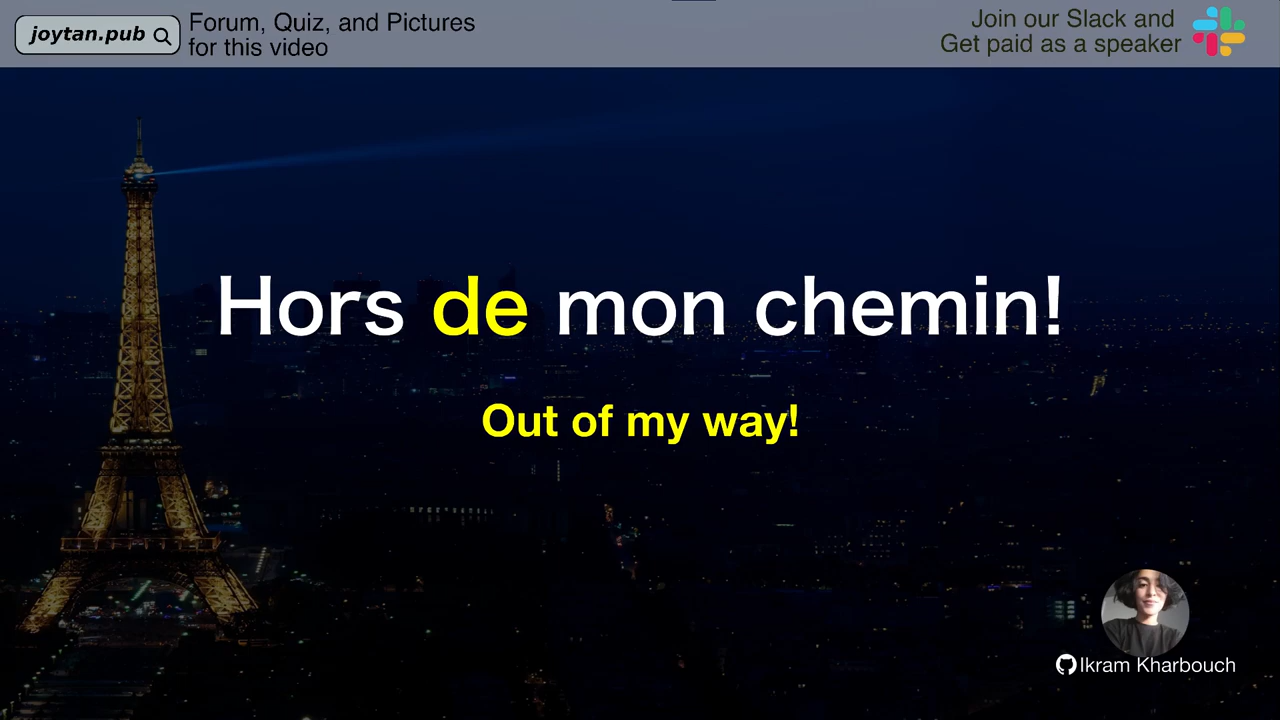 joytan.pub
Forum, Quiz, and Pictures
for this video
Join our Slack and
Get paid as a speaker
Hors de mon chemin!
Out of my way!
Ikram Kharbouch